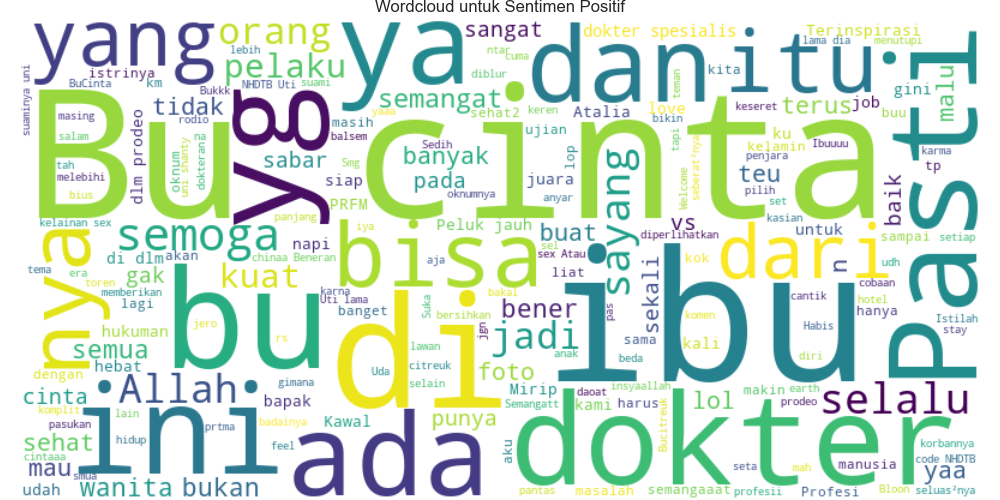 Wordcloud untuk Sentimen Positif
yang
orang
ya
sangat
dokter spesialis
Terinspirasi
dan
itu
lebih
ntar
cuma
lama dia
menutupi
istrinya
pelaku
BuCinta
km
Bukkk
NHDTB Uti
suami
diblur
kita
suaminya uni
masing
tidak
semangat
sehat2
keren
Atalia
love
bikin
teman
keseret
terus
job
gini
malu
Pasti
salam
dlm prodeo
rodio
yg
masih
balsem
ujian
ku
buu
Bu cinta
tah
melebihi
bius
oknum
uni shanty
dokteran
na
sabar
Sedih
Smg
banyak
pada
lop
tapi
kelamin
Ibuuuu
penjara
karma
tp
siap
juara
oknumnya
anyar
Welcome
seberat²nya
teu
pilih
set
baik
kelainan sex
panjang
PRFM
Peluk jauh
buat
sayang
vs
kasian
nya
semoga
napi
iya
bisa
diperlihatkan
dari
untuk
sampai
setiap
di dlm
akan
chinaa Beneran
sel
sex Atau
kok
n
udh
tema
era
toren
gak
kuat
aja
liat
sekali
memberikan
lagi
karna
Uti lama
banget
Suka
bakal
bersihkan
bener
pas
cantik
cobaan
hotel
hanya
Istilah
stay
bu
di
ibu
hukuman
jero
rs
lawan
jgn
jadi
sama
komen
Habis
semua
hebat
citreuk
anak
beda
kali
diri
dengan
Allah
gimana
Uda
selain
foto
cinta
bapak
Mirip
daoat
insyaallah
makin
earth
selalu
komplit
lain
badainya
Kawal
punya
Semangatt
kami
harus
lol
prodeo
pasukan
ini
prtma
ada
dokter
sehat
hidup
feel
aku
Bucitreuk
korbannya
cintaaa
smua
seta
mah
manusia
code NHDTB
mau
yaa
udah
wanita
bukan
pantas
masalah
semangaaat
profesii
Profesi
Bloon
seluas²nya
yaaa